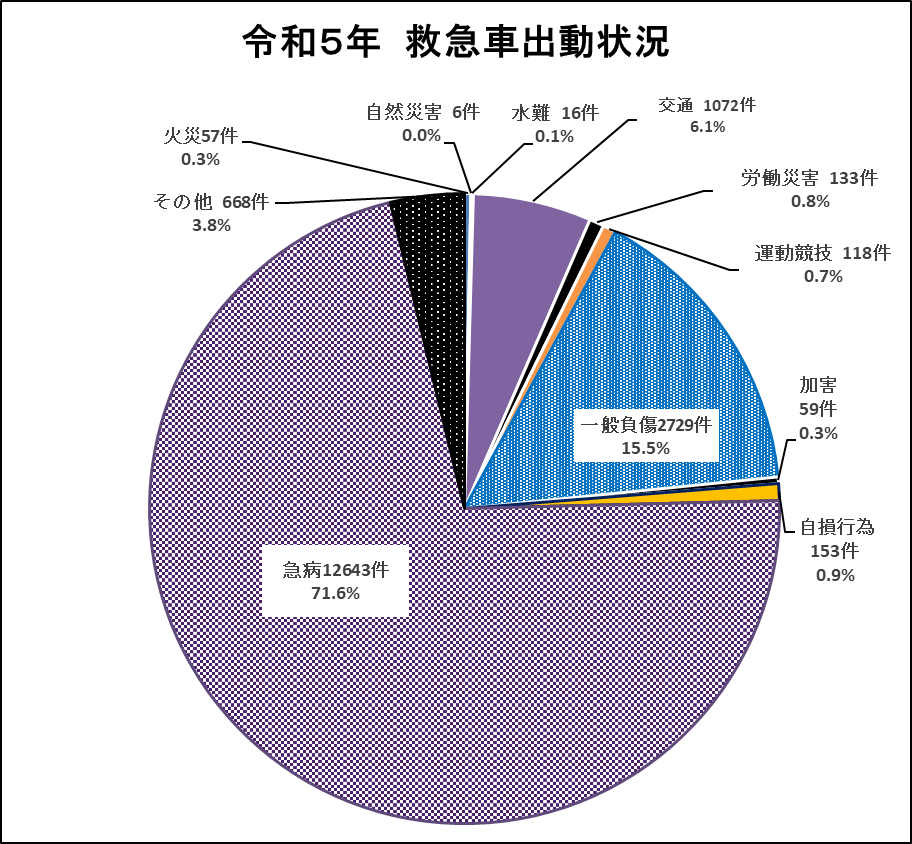 令和5年 救急車出動状況
火災57件
0.3%
自然災害 6件
0.0%
水難 16件
0.1%
交通 1072件
6.1%
労働災害 133件
0.8%
運動競技 118件
0.7%
一般負傷2729件
15.5%
加害
59件
0.3%
自損行為
153件
0.9%
急病12643件
71.6%
その他 668件
3.8%